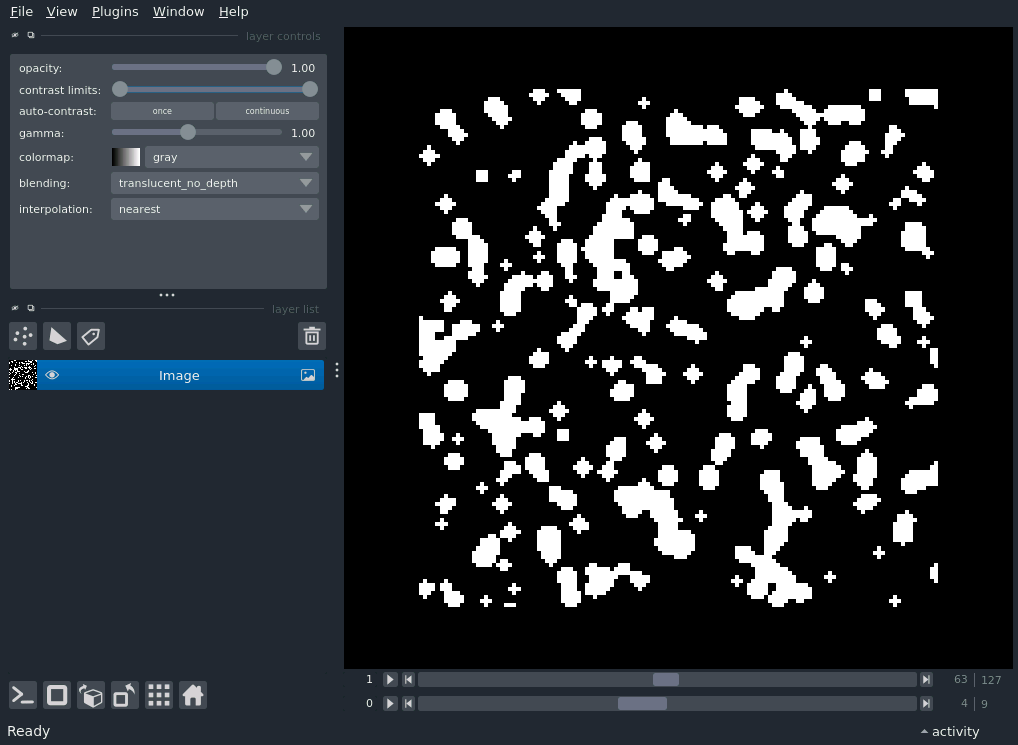 File View Plugins Window Help
layer controls
opacity: 1.00
contrast limits:
auto-contrast: once continuous
gamma: 1.00
colormap: gray
blending: translucent_no_depth
interpolation: nearest
layer list
Image
1 63 127
0 4 9
Ready activity